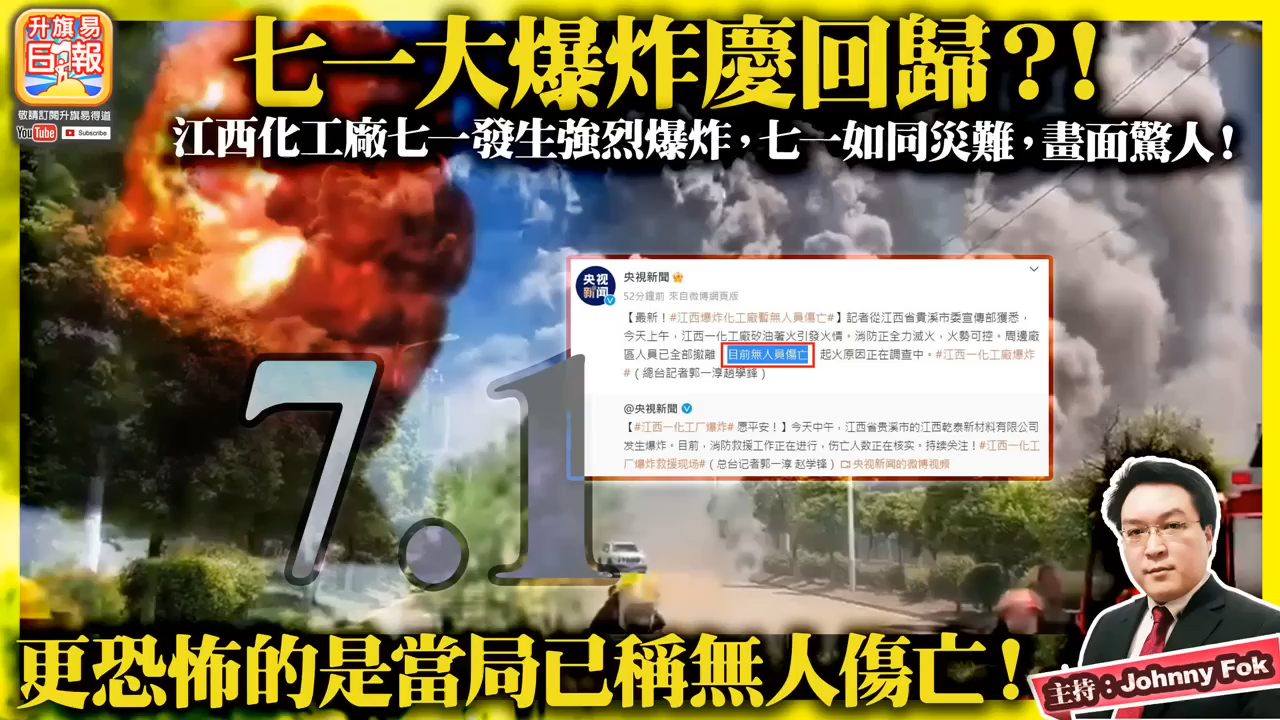 升旗易
日報
敬請訂閱升旗易得道
YouTube Subscribe
七一大爆炸慶回歸？！
江西化工廠七一發生強烈爆炸，七一如同災難，畫面驚人！
央视新闻
央視新聞
52分鐘前 來自微博網頁版
【最新！#江西爆炸化工廠暫無人員傷亡#】記者從江西省貴溪市委宣傳部獲悉，
今天上午，江西一化工廠矽油著火引發火情。消防正全力滅火，火勢可控。周邊廠
區人員已全部撤離 目前無人員傷亡 起火原因正在調查中。#江西一化工廠爆炸
#（總台記者郭一淳趙學鋒）
@央視新聞
【#江西一化工厂爆炸# 愿平安！】今天中午，江西省贵溪市的江西乾泰新材料有限公司
发生爆炸。目前，消防救援工作正在进行，伤亡人数正在核实。持续关注！#江西一化工
厂爆炸救援现场#（总台记者郭一淳 赵学锋） 央视新闻的微博视频
7.1
更恐怖的是當局已稱無人傷亡！
主持：Johnny Fok